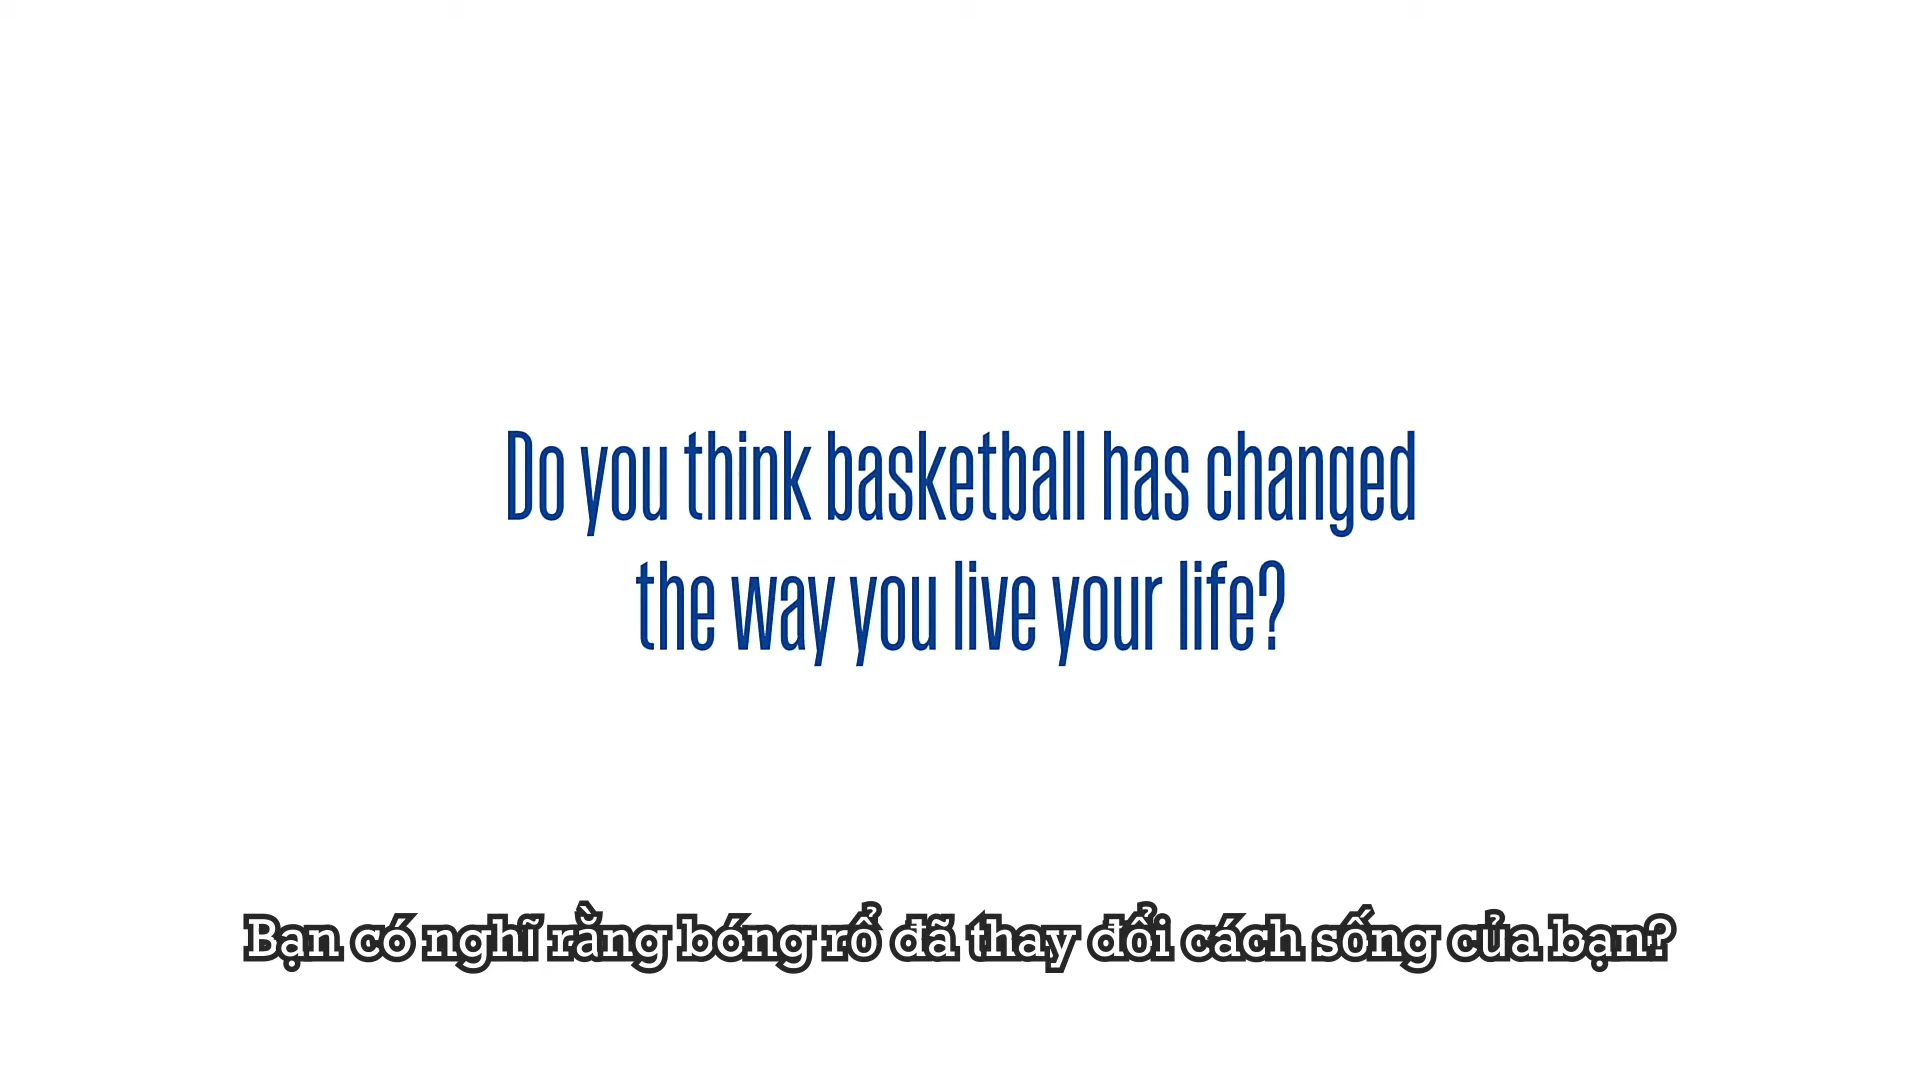 Do you think basketball has changed
the way you live your life?
Bạn có nghĩ rằng bóng rổ đã thay đổi cách sống của bạn?